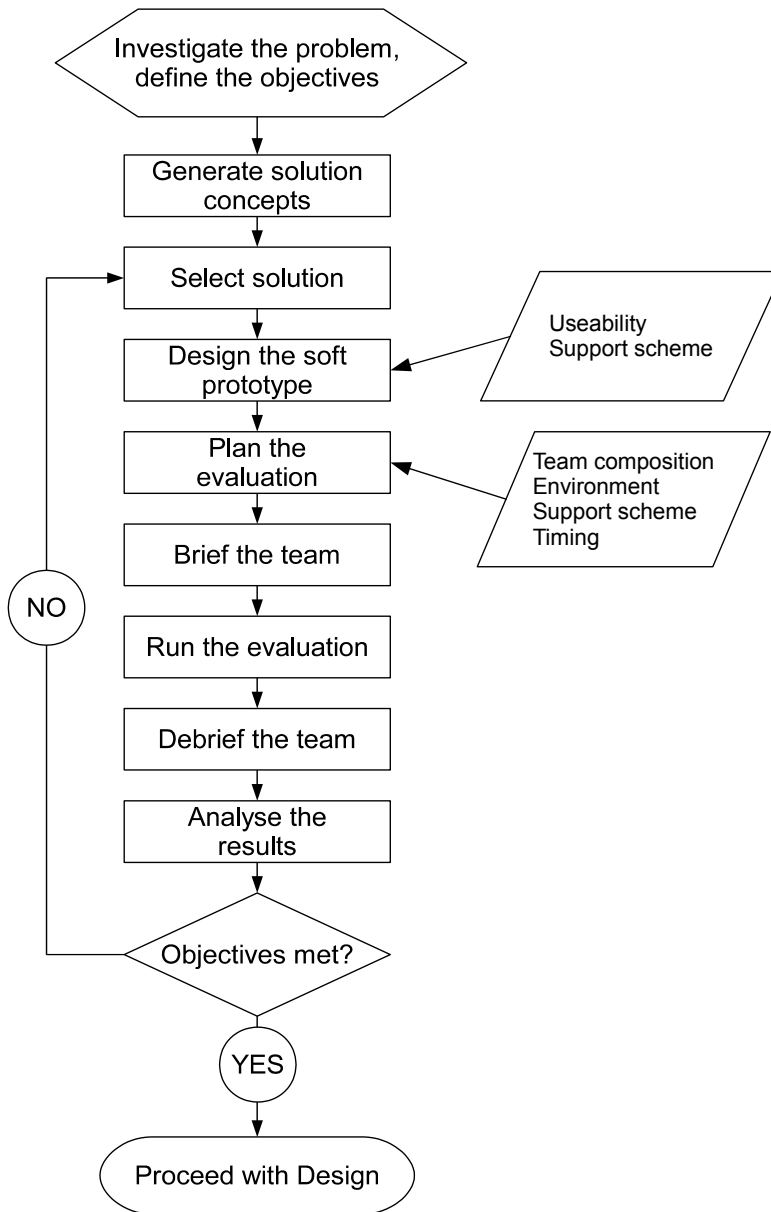 Investigate the problem,
define the objectives
Generate solution
concepts
Select solution
Useability
Support scheme
Design the soft
prototype
Plan the
evaluation
Team composition
Environment
Support scheme
Timing
Brief the team
NO
Run the evaluation
Debrief the team
Analyse the
results
Objectives met?
YES
Proceed with Design